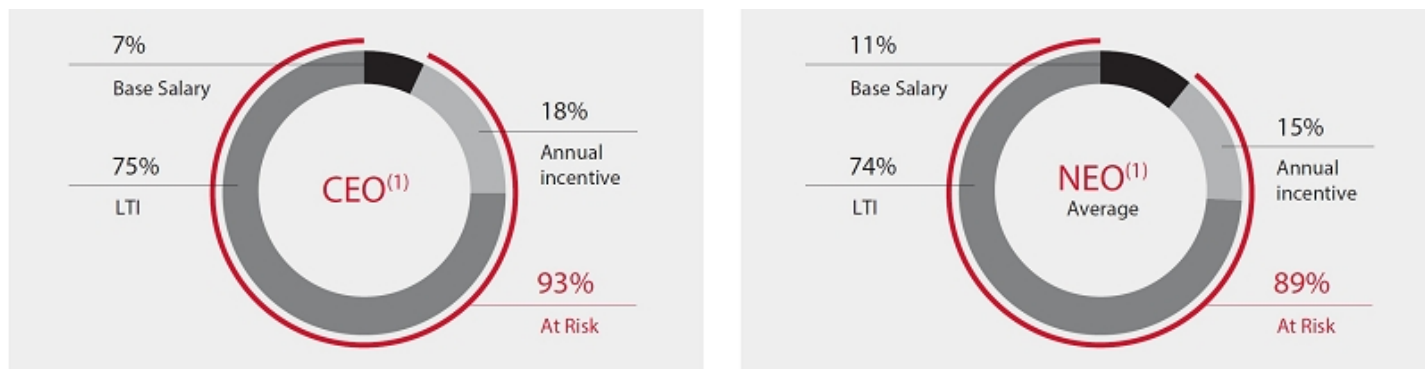 7%
Base Salary
18%
Annual
incentive
75%
LTI
CEO(1)
93%
At Risk
11%
Base Salary
15%
Annual
incentive
74%
LTI
NEO(1)
Average
89%
At Risk